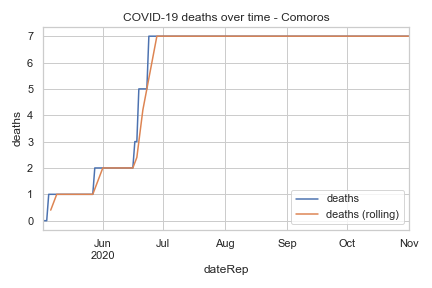 COVID-19 deaths over time - Comoros
7
6
5
4
3
2
1
0
deaths
deaths
deaths (rolling)
Jun
2020
Jul
Aug
Sep
Oct
Nov
dateRep